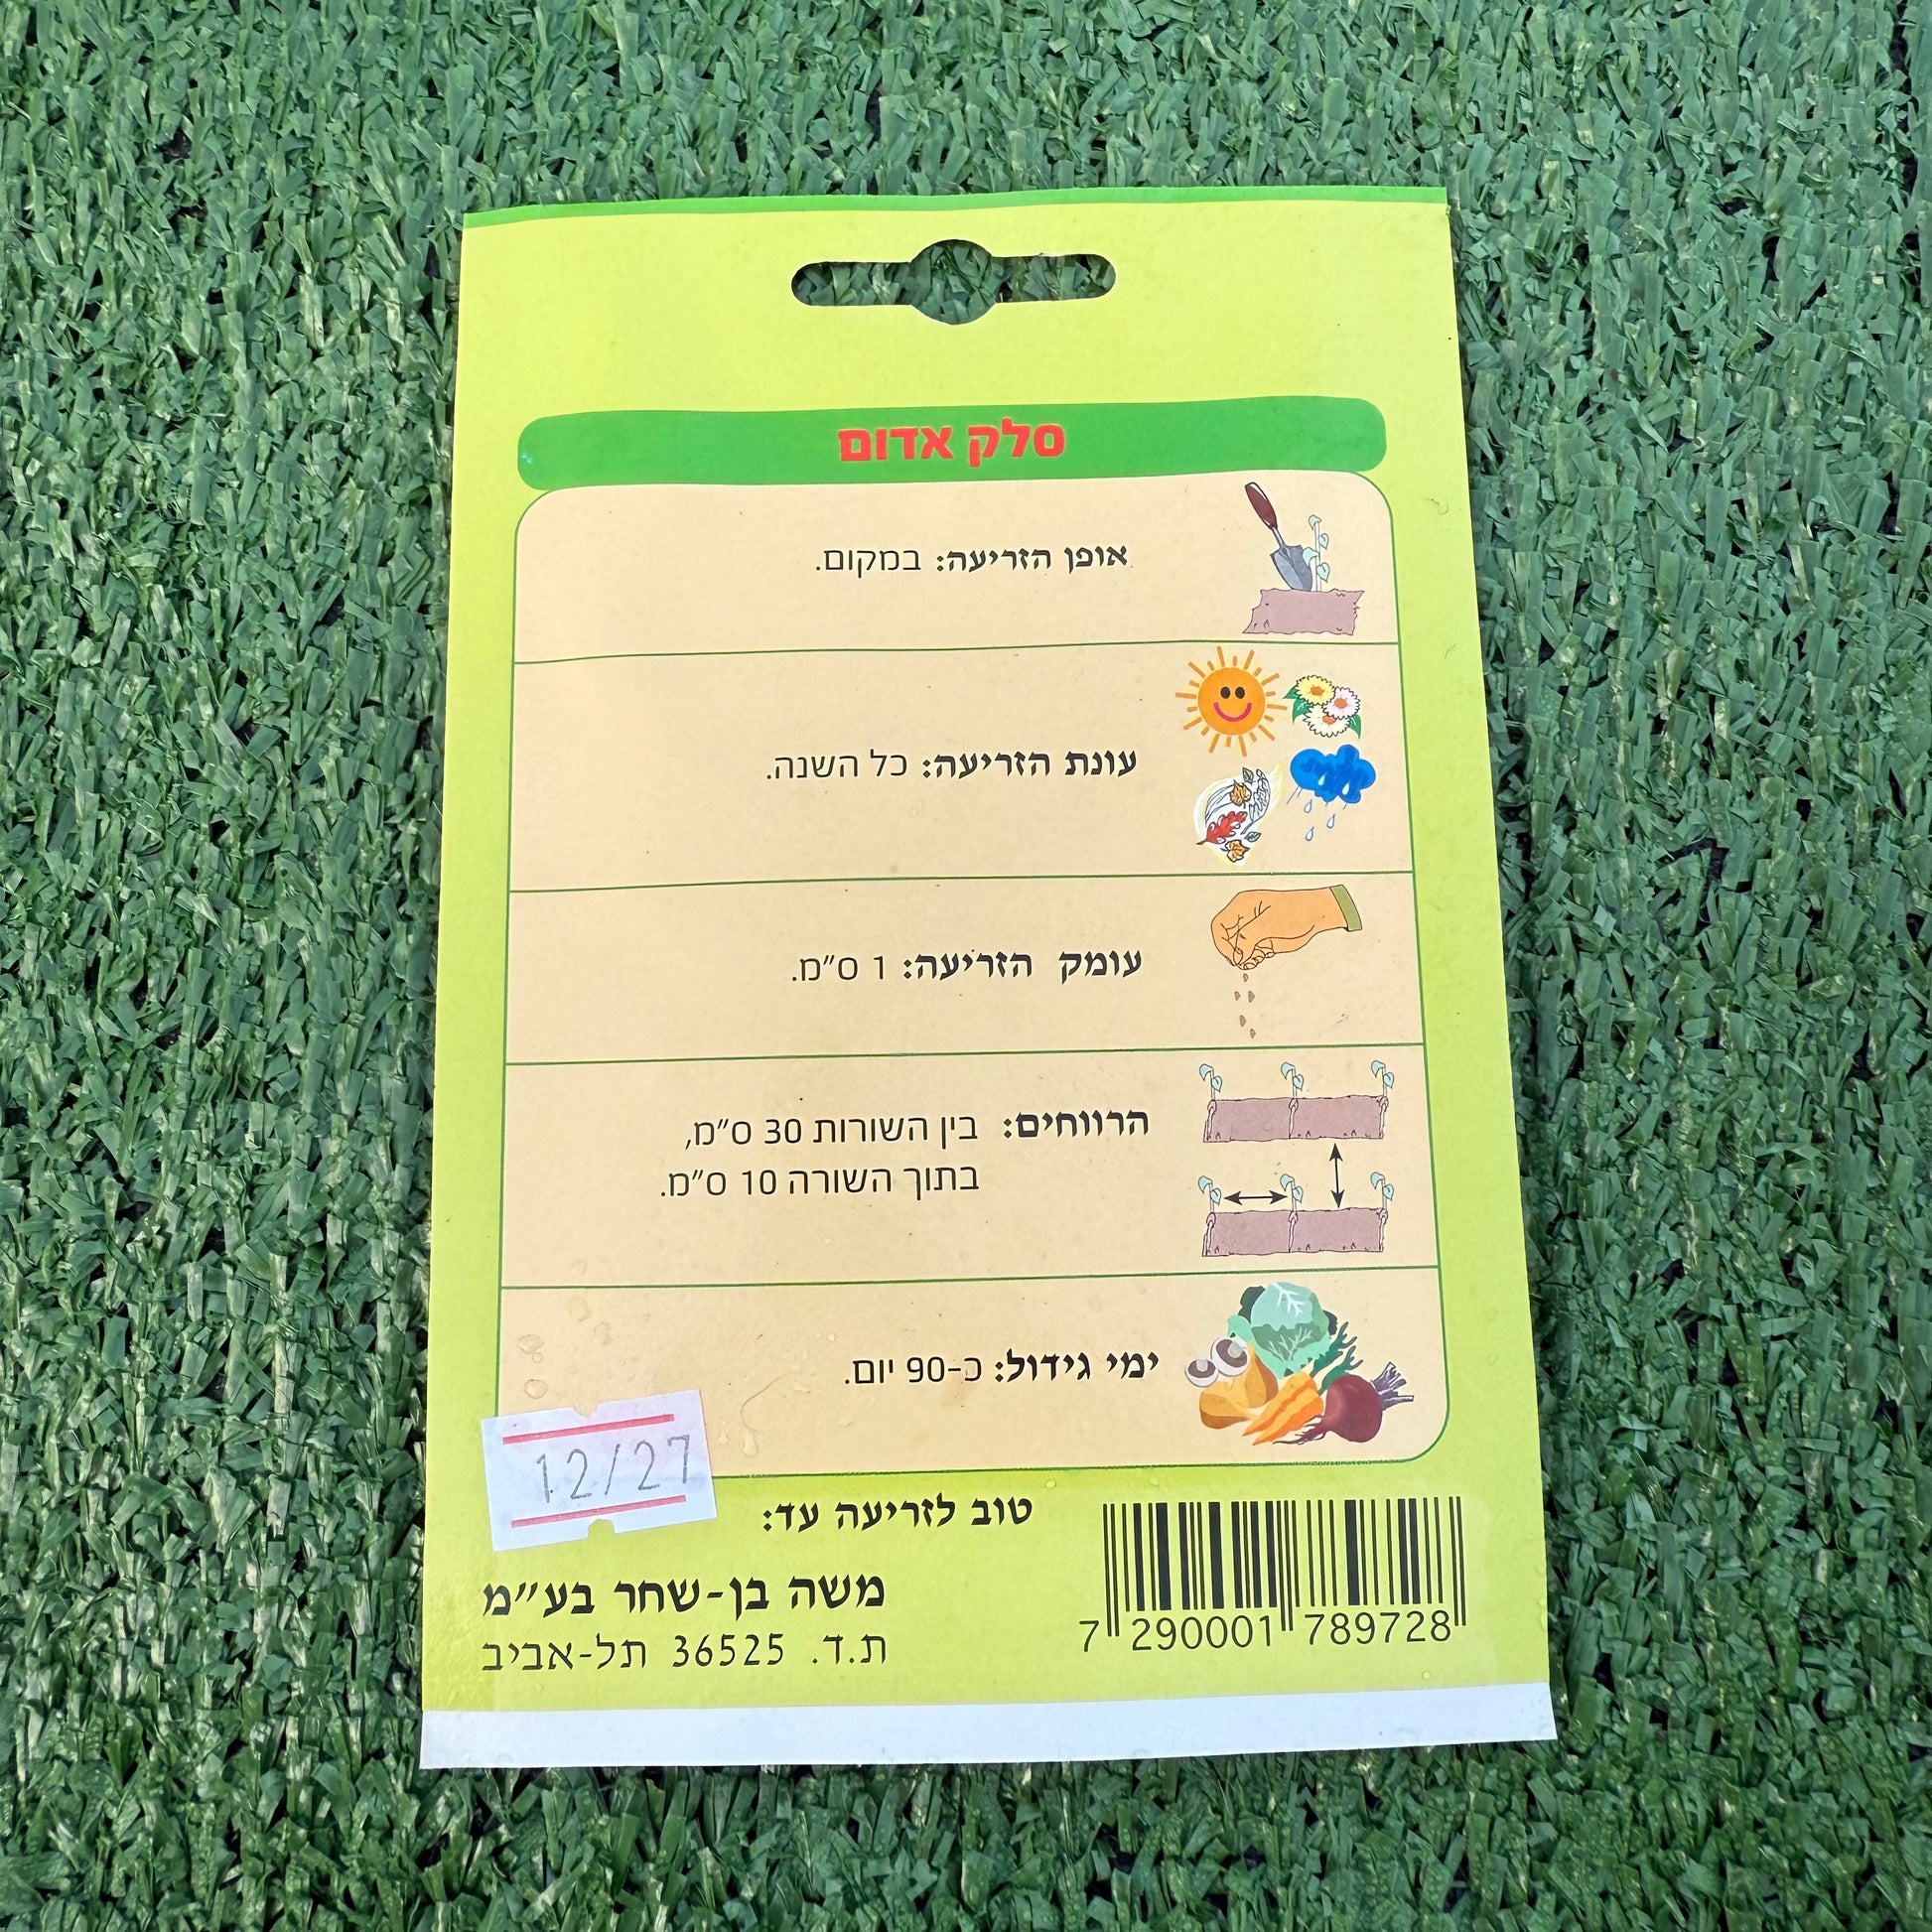 סלק אדום
אופן הזריעה: במקום.
עונת הזריעה: כל השנה.
עומק הזריעה: 1 ס"מ.
הרווחים: בין השורות 30 ס"מ,
בתוך השורה 10 ס"מ.
ימי גידול: כ-90 יום.
טוב לזריעה עד:
12/27
משה בן-שחר בע"מ
ת.ד. 36525 תל-אביב
7 290001 789728